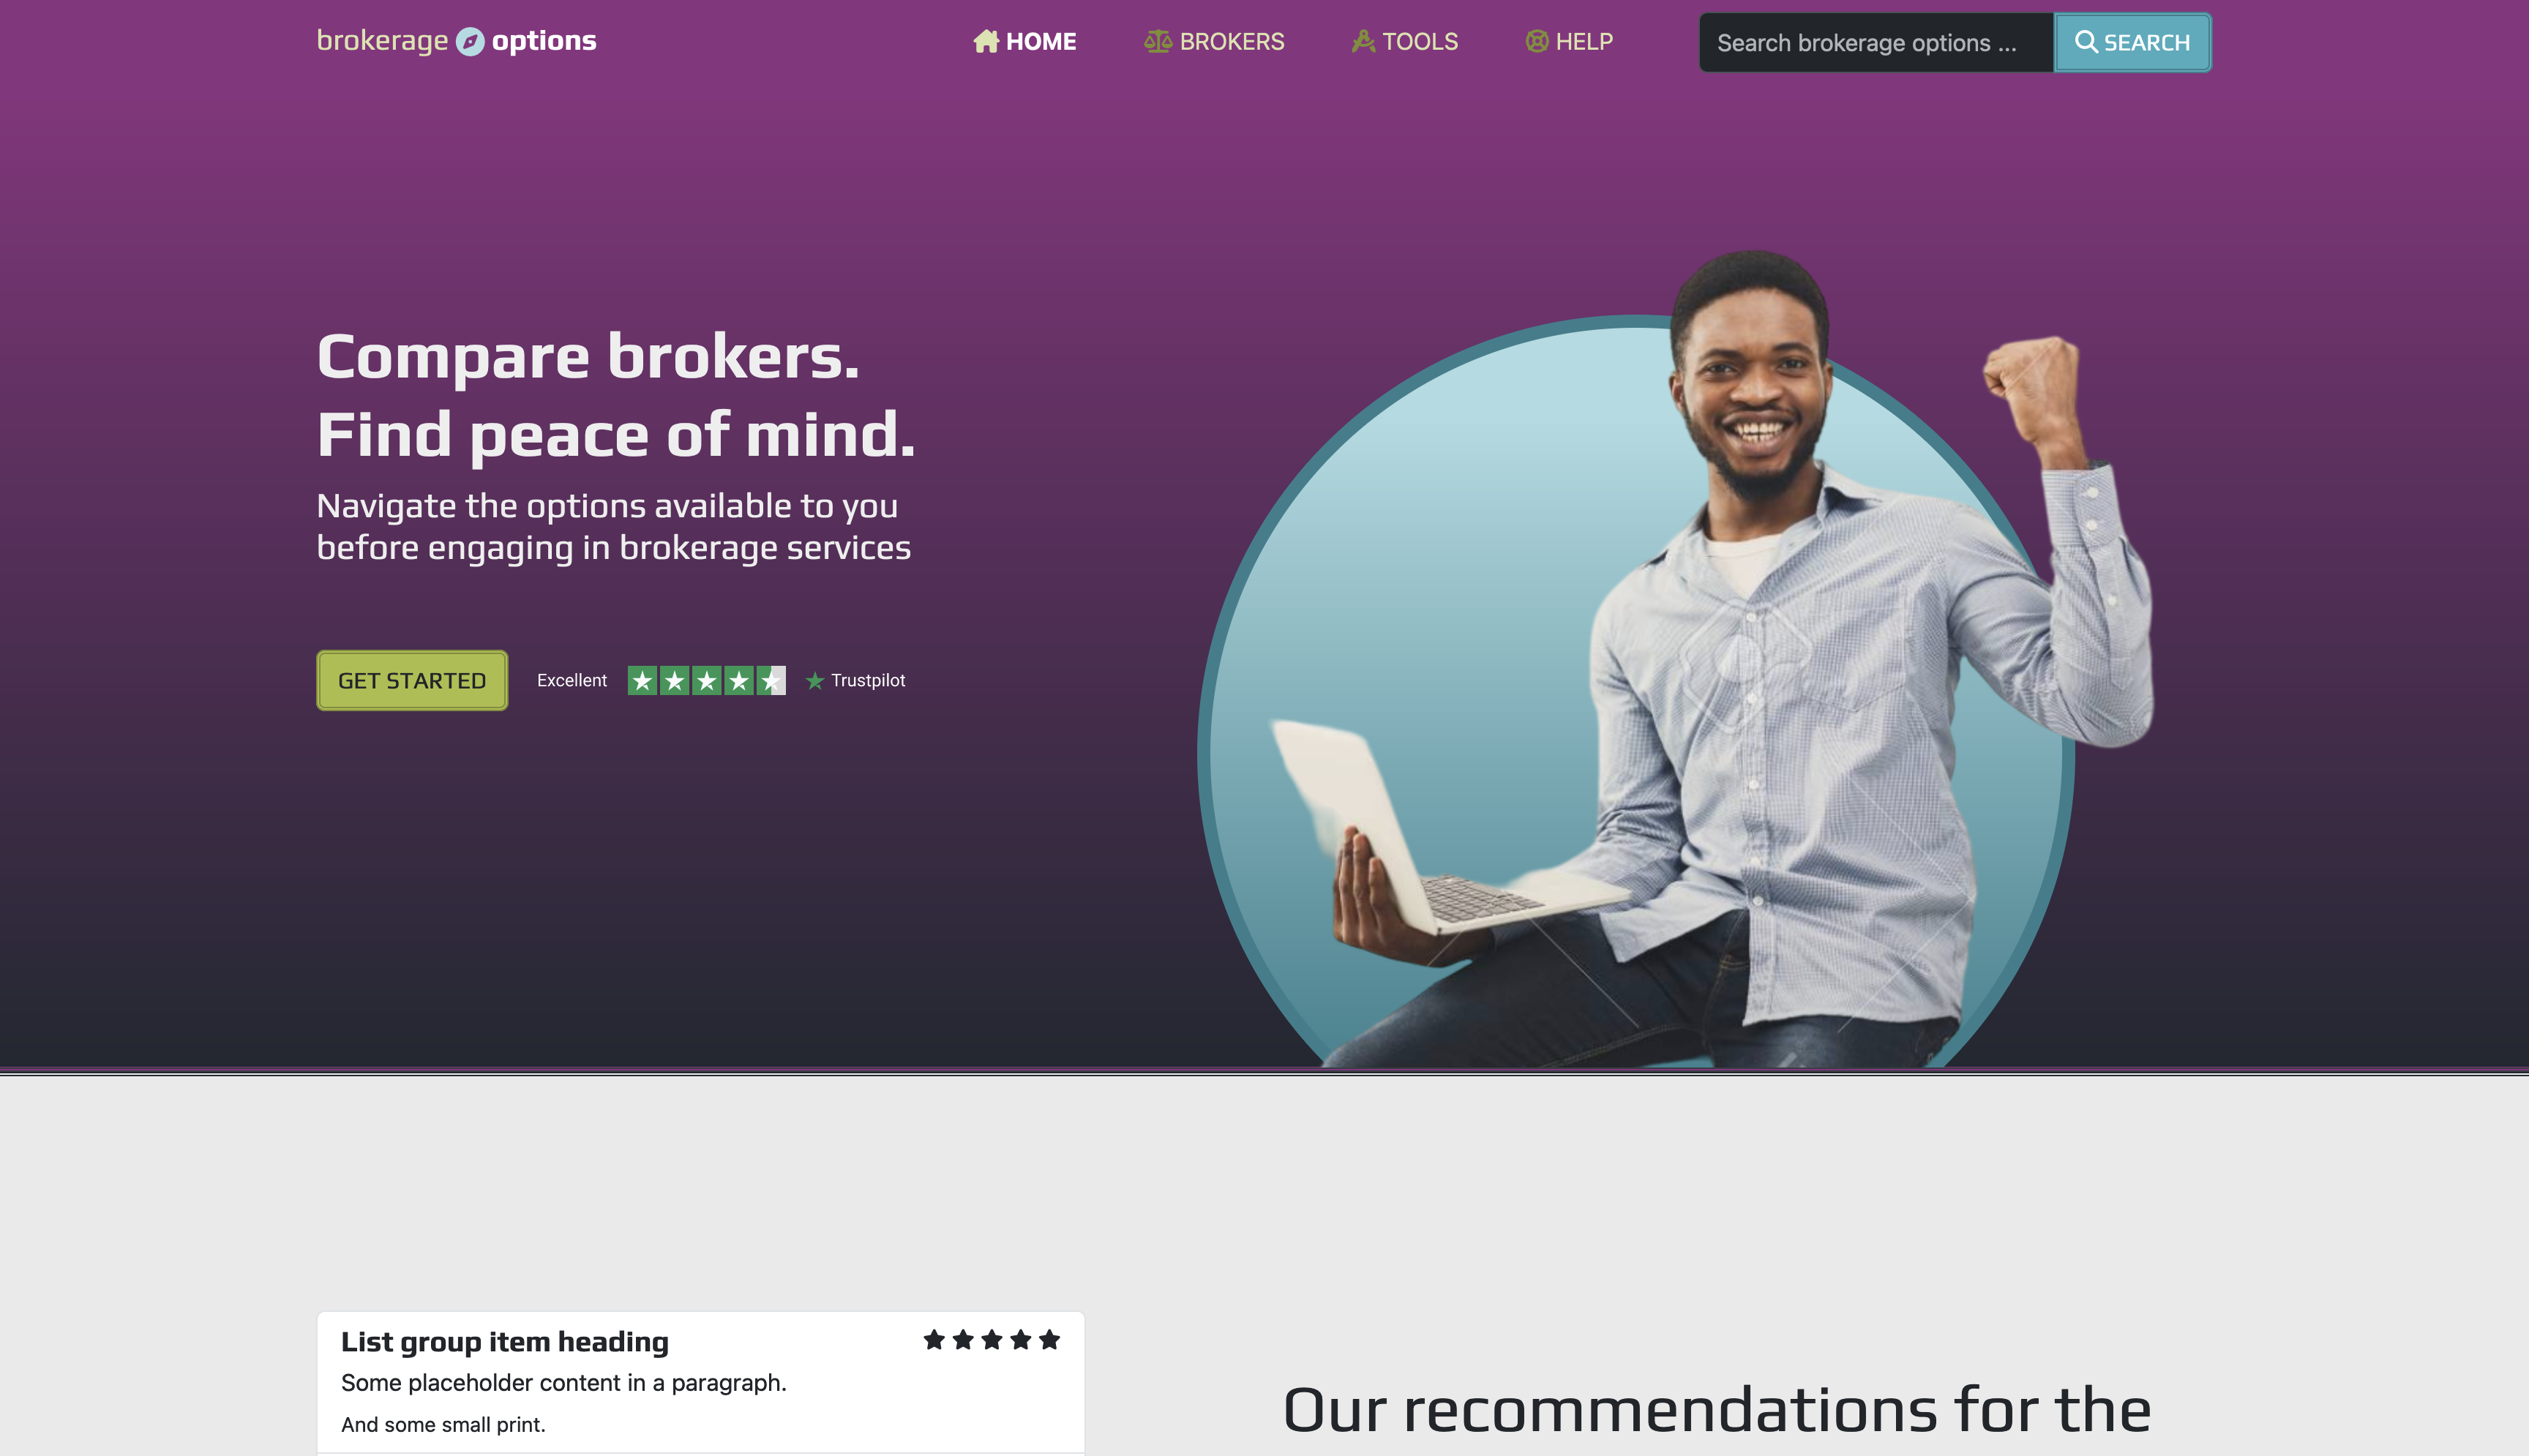 brokerage options
HOME
BROKERS
TOOLS
HELP
Search brokerage options ...
SEARCH
Compare brokers.
Find peace of mind.
Navigate the options available to you
before engaging in brokerage services
GET STARTED
Excellent
Trustpilot
List group item heading
Some placeholder content in a paragraph.
And some small print.
Our recommendations for the